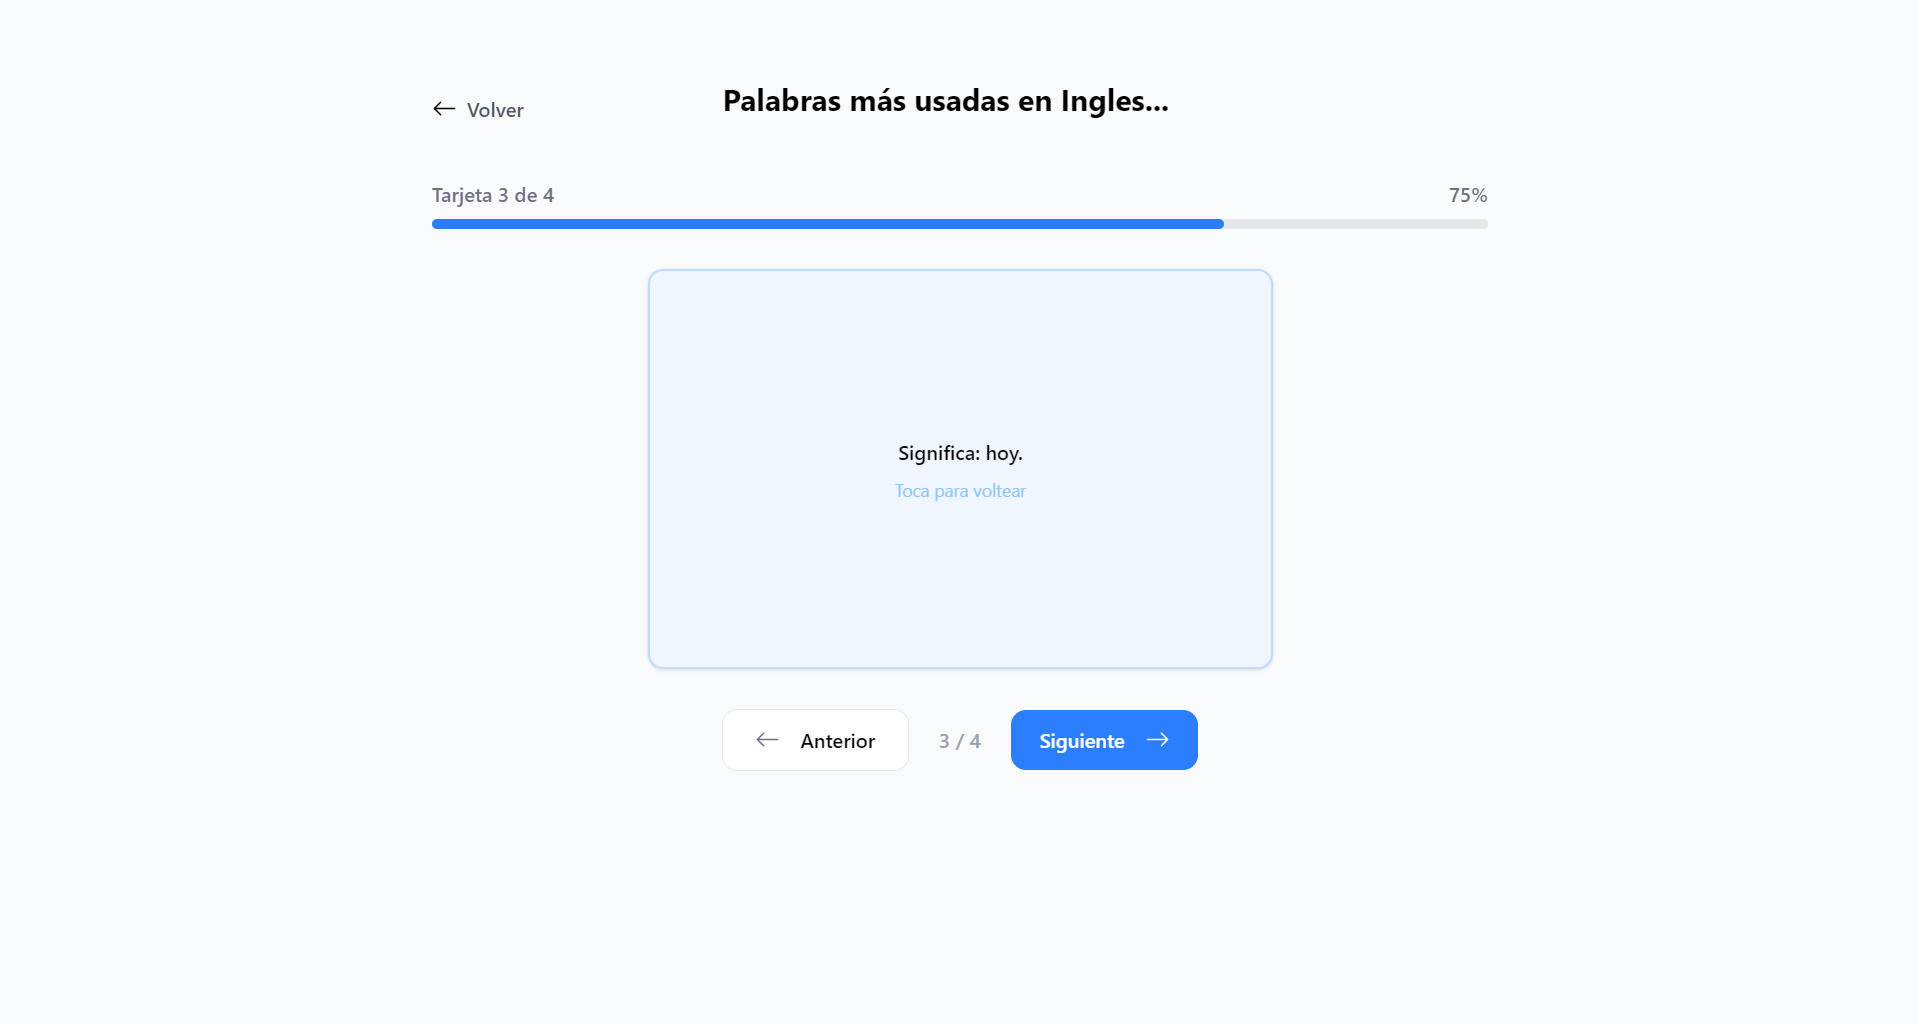 Volver
Palabras más usadas en Ingles...
Tarjeta 3 de 4
75%
Significa: hoy.
Toca para voltear
Anterior
3 / 4
Siguiente